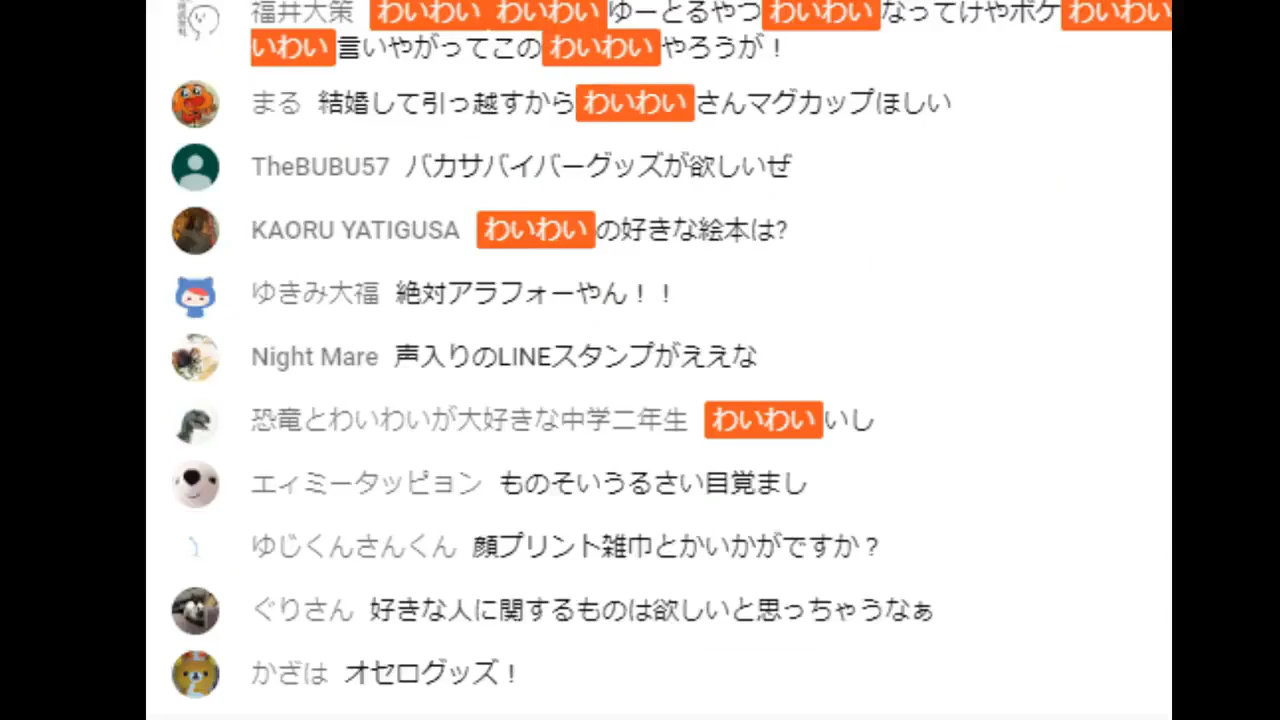 福井大策 わいわい わいわいゆーとるやつわいわいなってけやボケわいわい
いわい言いやがってこのわいわいやろうが！
まる 結婚して引っ越すからわいわいさんマグカップほしい
TheBUBU57 バカサバイバーグッズが欲しいぜ
KAORU YATIGUSA わいわいの好きな絵本は?
ゆきみ大福 絶対アラフォーやん！！
Night Mare 声入りのLINEスタンプがええな
恐竜とわいわいが大好きな中学二年生 わいわいいし
エィミータッピョン ものそいうるさい目覚まし
ゆじくんさんくん 顔プリント雑巾とかいかがですか？
ぐりさん 好きな人に関するものは欲しいと思っちゃうなぁ
かざは オセログッズ！